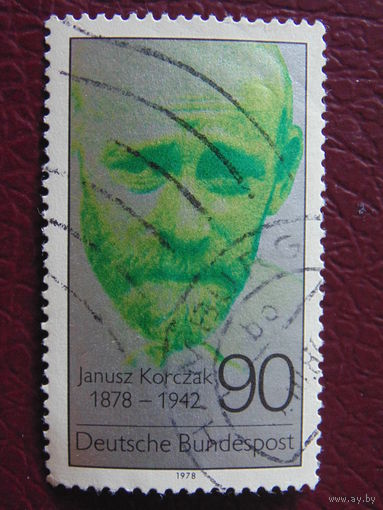 Janusz Korczak 90
1878 – 1942
Deutsche Bundespost
1978
www.ay.by